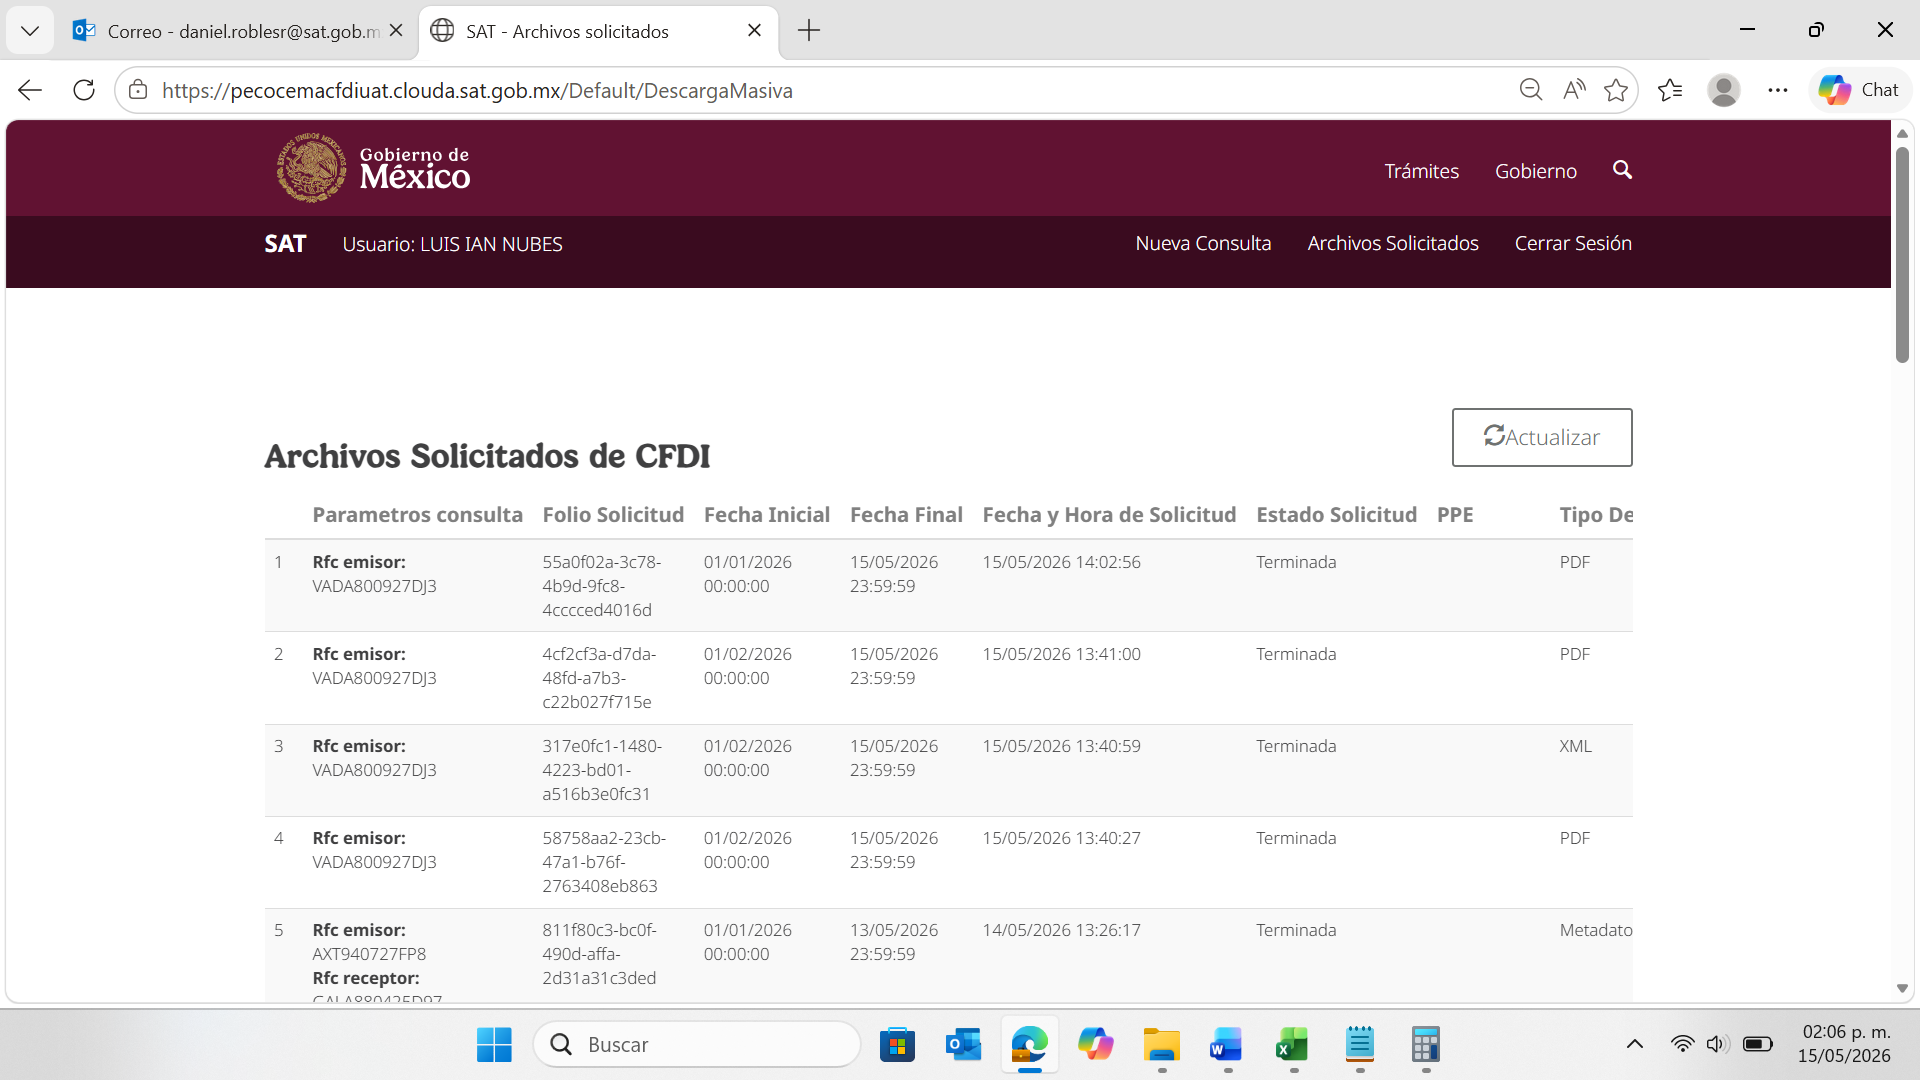 Correo - daniel.roblesr@sat.gob.m
SAT - Archivos solicitados
https://pecocemacfdiuat.clouda.sat.gob.mx/Default/DescargaMasiva
Chat
Gobierno de
México
Trámites
Gobierno
SAT
Usuario: LUIS IAN NUBES
Nueva Consulta
Archivos Solicitados
Cerrar Sesión
Actualizar
Archivos Solicitados de CFDI
Parametros consulta Folio Solicitud Fecha Inicial Fecha Final Fecha y Hora de Solicitud Estado Solicitud PPE Tipo De
1 Rfc emisor: 55a0f02a-3c78- 01/01/2026 15/05/2026 15/05/2026 14:02:56 Terminada PDF
VADA800927DJ3 4b9d-9fc8- 00:00:00 23:59:59
4cccced4016d
2 Rfc emisor: 4cf2cf3a-d7da- 01/02/2026 15/05/2026 15/05/2026 13:41:00 Terminada PDF
VADA800927DJ3 48fd-a7b3- 00:00:00 23:59:59
c22b027f715e
3 Rfc emisor: 317e0fc1-1480- 01/02/2026 15/05/2026 15/05/2026 13:40:59 Terminada XML
VADA800927DJ3 4223-bd01- 00:00:00 23:59:59
a516b3e0fc31
4 Rfc emisor: 58758aa2-23cb- 01/02/2026 15/05/2026 15/05/2026 13:40:27 Terminada PDF
VADA800927DJ3 47a1-b76f- 00:00:00 23:59:59
2763408eb863
5 Rfc emisor: 811f80c3-bc0f- 01/01/2026 13/05/2026 14/05/2026 13:26:17 Terminada Metadato
AXT940727FP8 490d-affa- 00:00:00 23:59:59
Rfc receptor: 2d31a31c3ded
Buscar
02:06 p. m.
15/05/2026